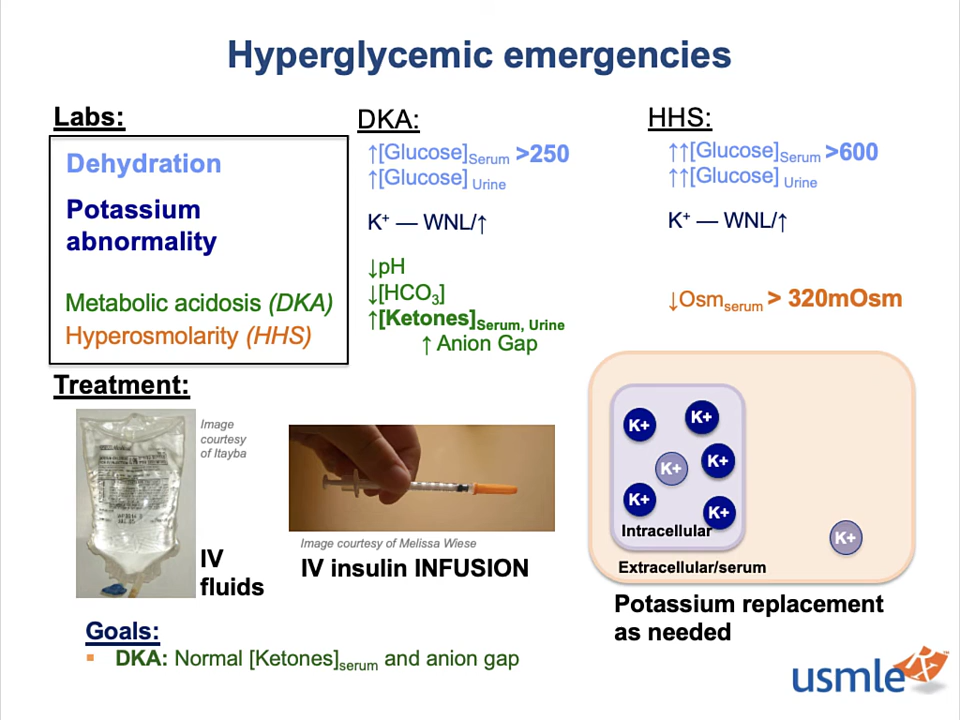 Hyperglycemic emergencies
Labs:
Dehydration
Potassium
abnormality
Metabolic acidosis (DKA)
Hyperosmolarity (HHS)
DKA:
↑[Glucose]Serum >250
↑[Glucose] Urine
K+ — WNL/↑
↓pH
↓[HCO3]
↑[Ketones]Serum, Urine
↑ Anion Gap
HHS:
↑↑[Glucose]Serum >600
↑↑[Glucose] Urine
K+ — WNL/↑
↓Osmserum > 320mOsm
Treatment:
Image
courtesy
of Itayba
IV
fluids
Image courtesy of Melissa Wiese
IV insulin INFUSION
K+
K+
K+
K+
K+
K+
Intracellular
K+
Extracellular/serum
Potassium replacement
as needed
Goals:
▪ DKA: Normal [Ketones]serum and anion gap
usmle
Rx